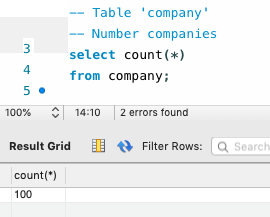 -- Table 'company'
-- Number companies
3 select count(*)
4 from company;
5
100% 14:10 2 errors found
Result Grid Filter Rows: Search
count(*)
100